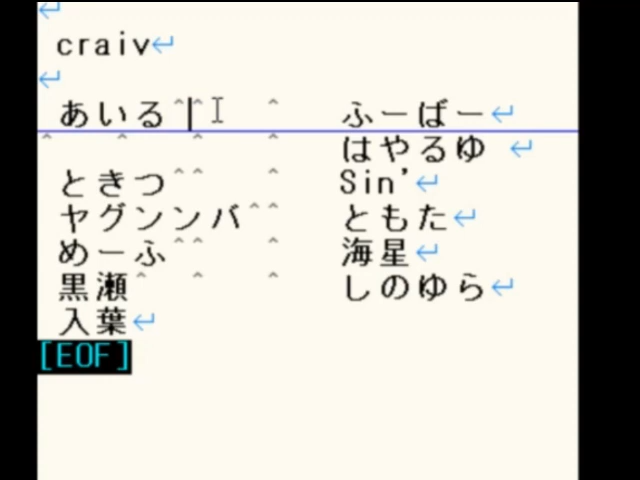 craiv
あいる ふーばー
はやるゆ
ときつ Sin'
ヤグンンバ ともた
めーふ 海星
黒瀬 しのゆら
入葉
[EOF]